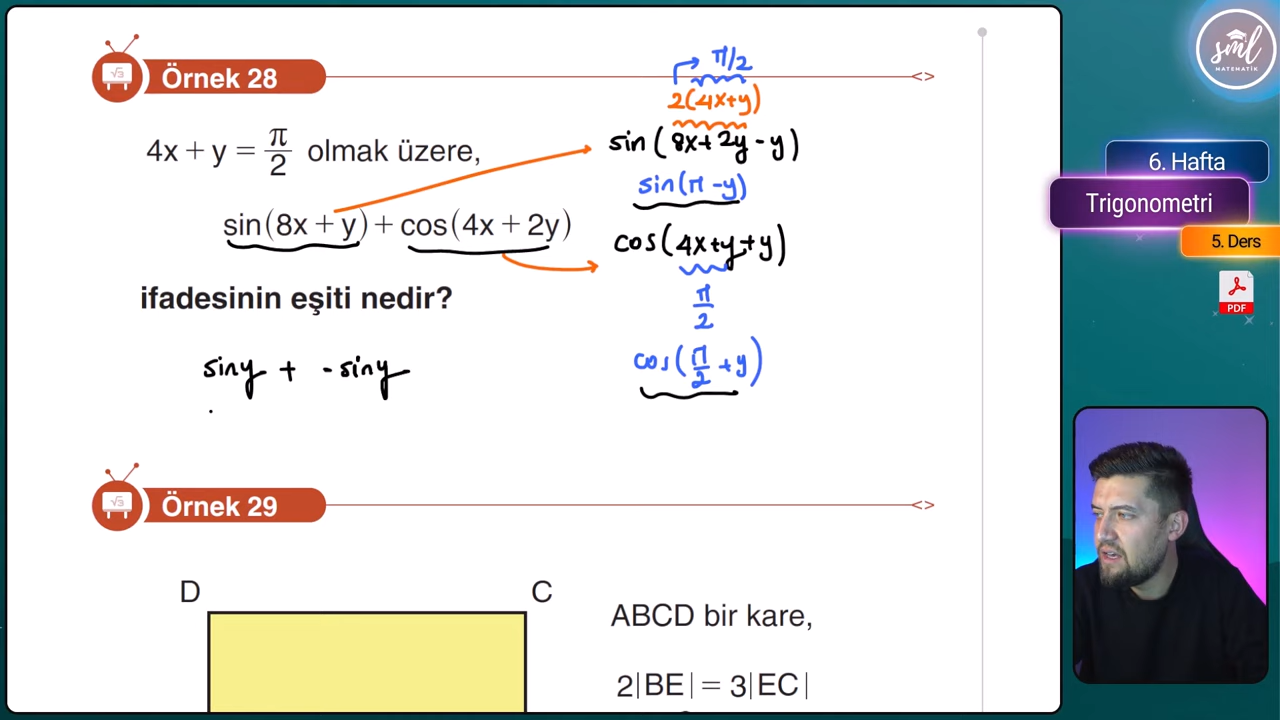 Örnek 28
4x + y = π/2 olmak üzere,
sin(8x + y) + cos(4x + 2y)
ifadesinin eşiti nedir?
siny + -siny
π/2
2(4x+y)
sin(8x+2y-y)
sin(π-y)
cos(4x+y+y)
π/2
cos(π/2+y)
Örnek 29
D
C
ABCD bir kare,
2|BE| = 3|EC|
sml
MATEMATİK
6. Hafta
Trigonometri
5. Ders
PDF